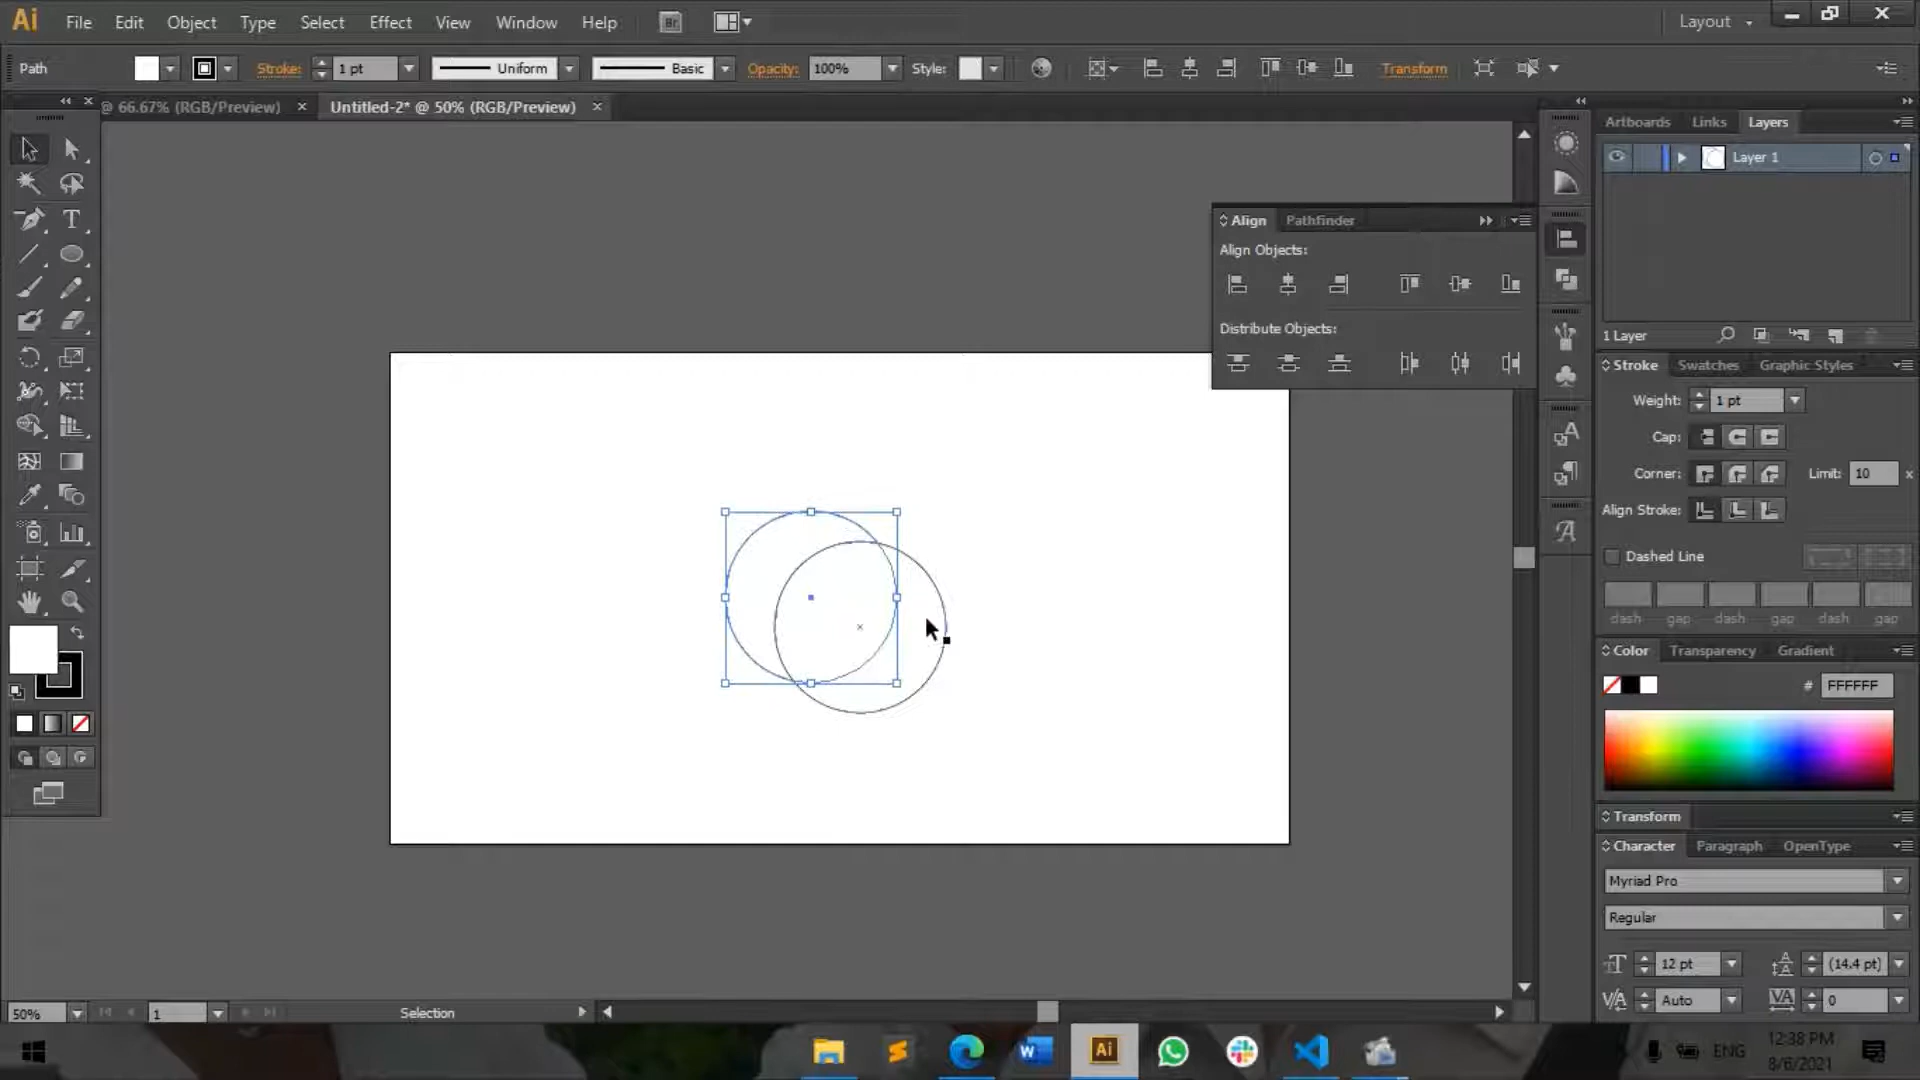 Ai File Edit Object Type Select Effect View Window Help Br Layout
Path Stroke: 1 pt Uniform Basic Opacity: 100% Style: Transform
@ 66.67% (RGB/Preview) × Untitled-2* @ 50% (RGB/Preview) ×
Artboards Links Layers
Layer 1
Align Pathfinder
Align Objects:
Distribute Objects:
1 Layer
Stroke Swatches Graphic Styles
Weight: 1 pt
Cap:
Corner: Limit: 10 x
Align Stroke:
Dashed Line
dash gap dash gap dash gap
Color Transparency Gradient
# FFFFFF
Transform
Character Paragraph OpenType
Myriad Pro
Regular
12 pt (14.4 pt)
Auto 0
50% 1 Selection
ENG 12:38 PM
8/6/2021